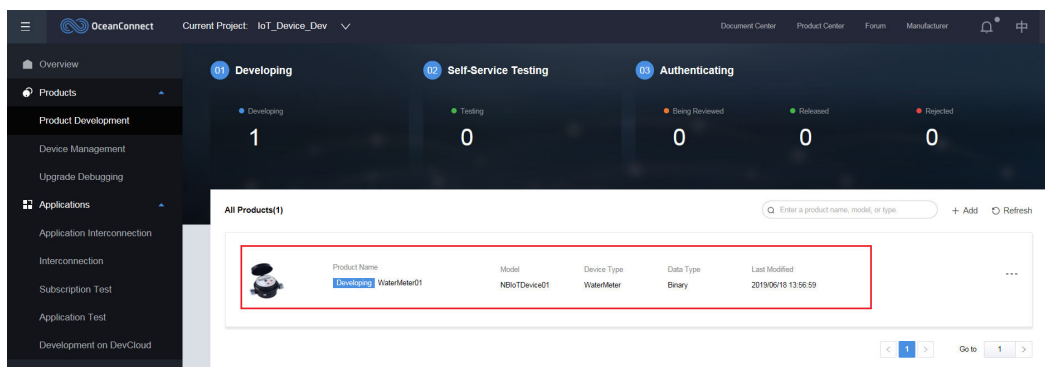 OceanConnect
Current Project: IoT_Device_Dev
Document Center Product Center Forum Manufacturer 中
Overview
Products
Product Development
Device Management
Upgrade Debugging
Applications
Application Interconnection
Interconnection
Subscription Test
Application Test
Development on DevCloud
01 Developing
02 Self-Service Testing
03 Authenticating
Developing
1
Testing
0
Being Reviewed
0
Released
0
Rejected
0
All Products(1)
Enter a product name, model, or type.
+ Add Refresh
Product Name Model Device Type Data Type Last Modified
Developing WaterMeter01 NBIoTDevice01 WaterMeter Binary 2019/06/18 13:56:59
...
< 1 > Go to 1 >